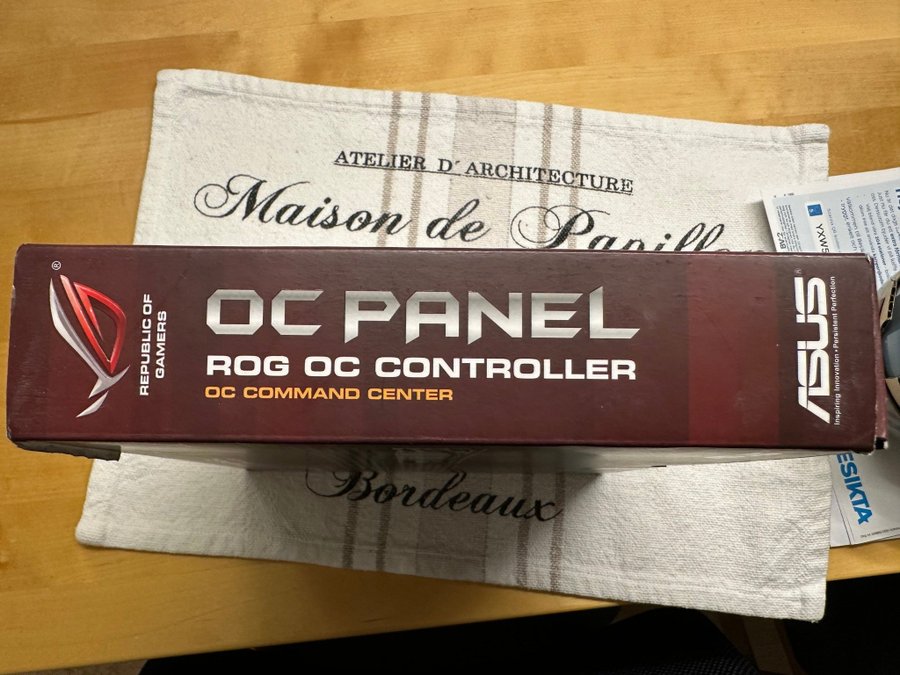 ATELIER D'ARCHITECTURE
Maison de
REPUBLIC OF
GAMERS
OC PANEL
ROG OC CONTROLLER
OC COMMAND CENTER
ASUS
Inspiring Innovation • Persistent Perfection
®
Bordeaux
ESIKTA